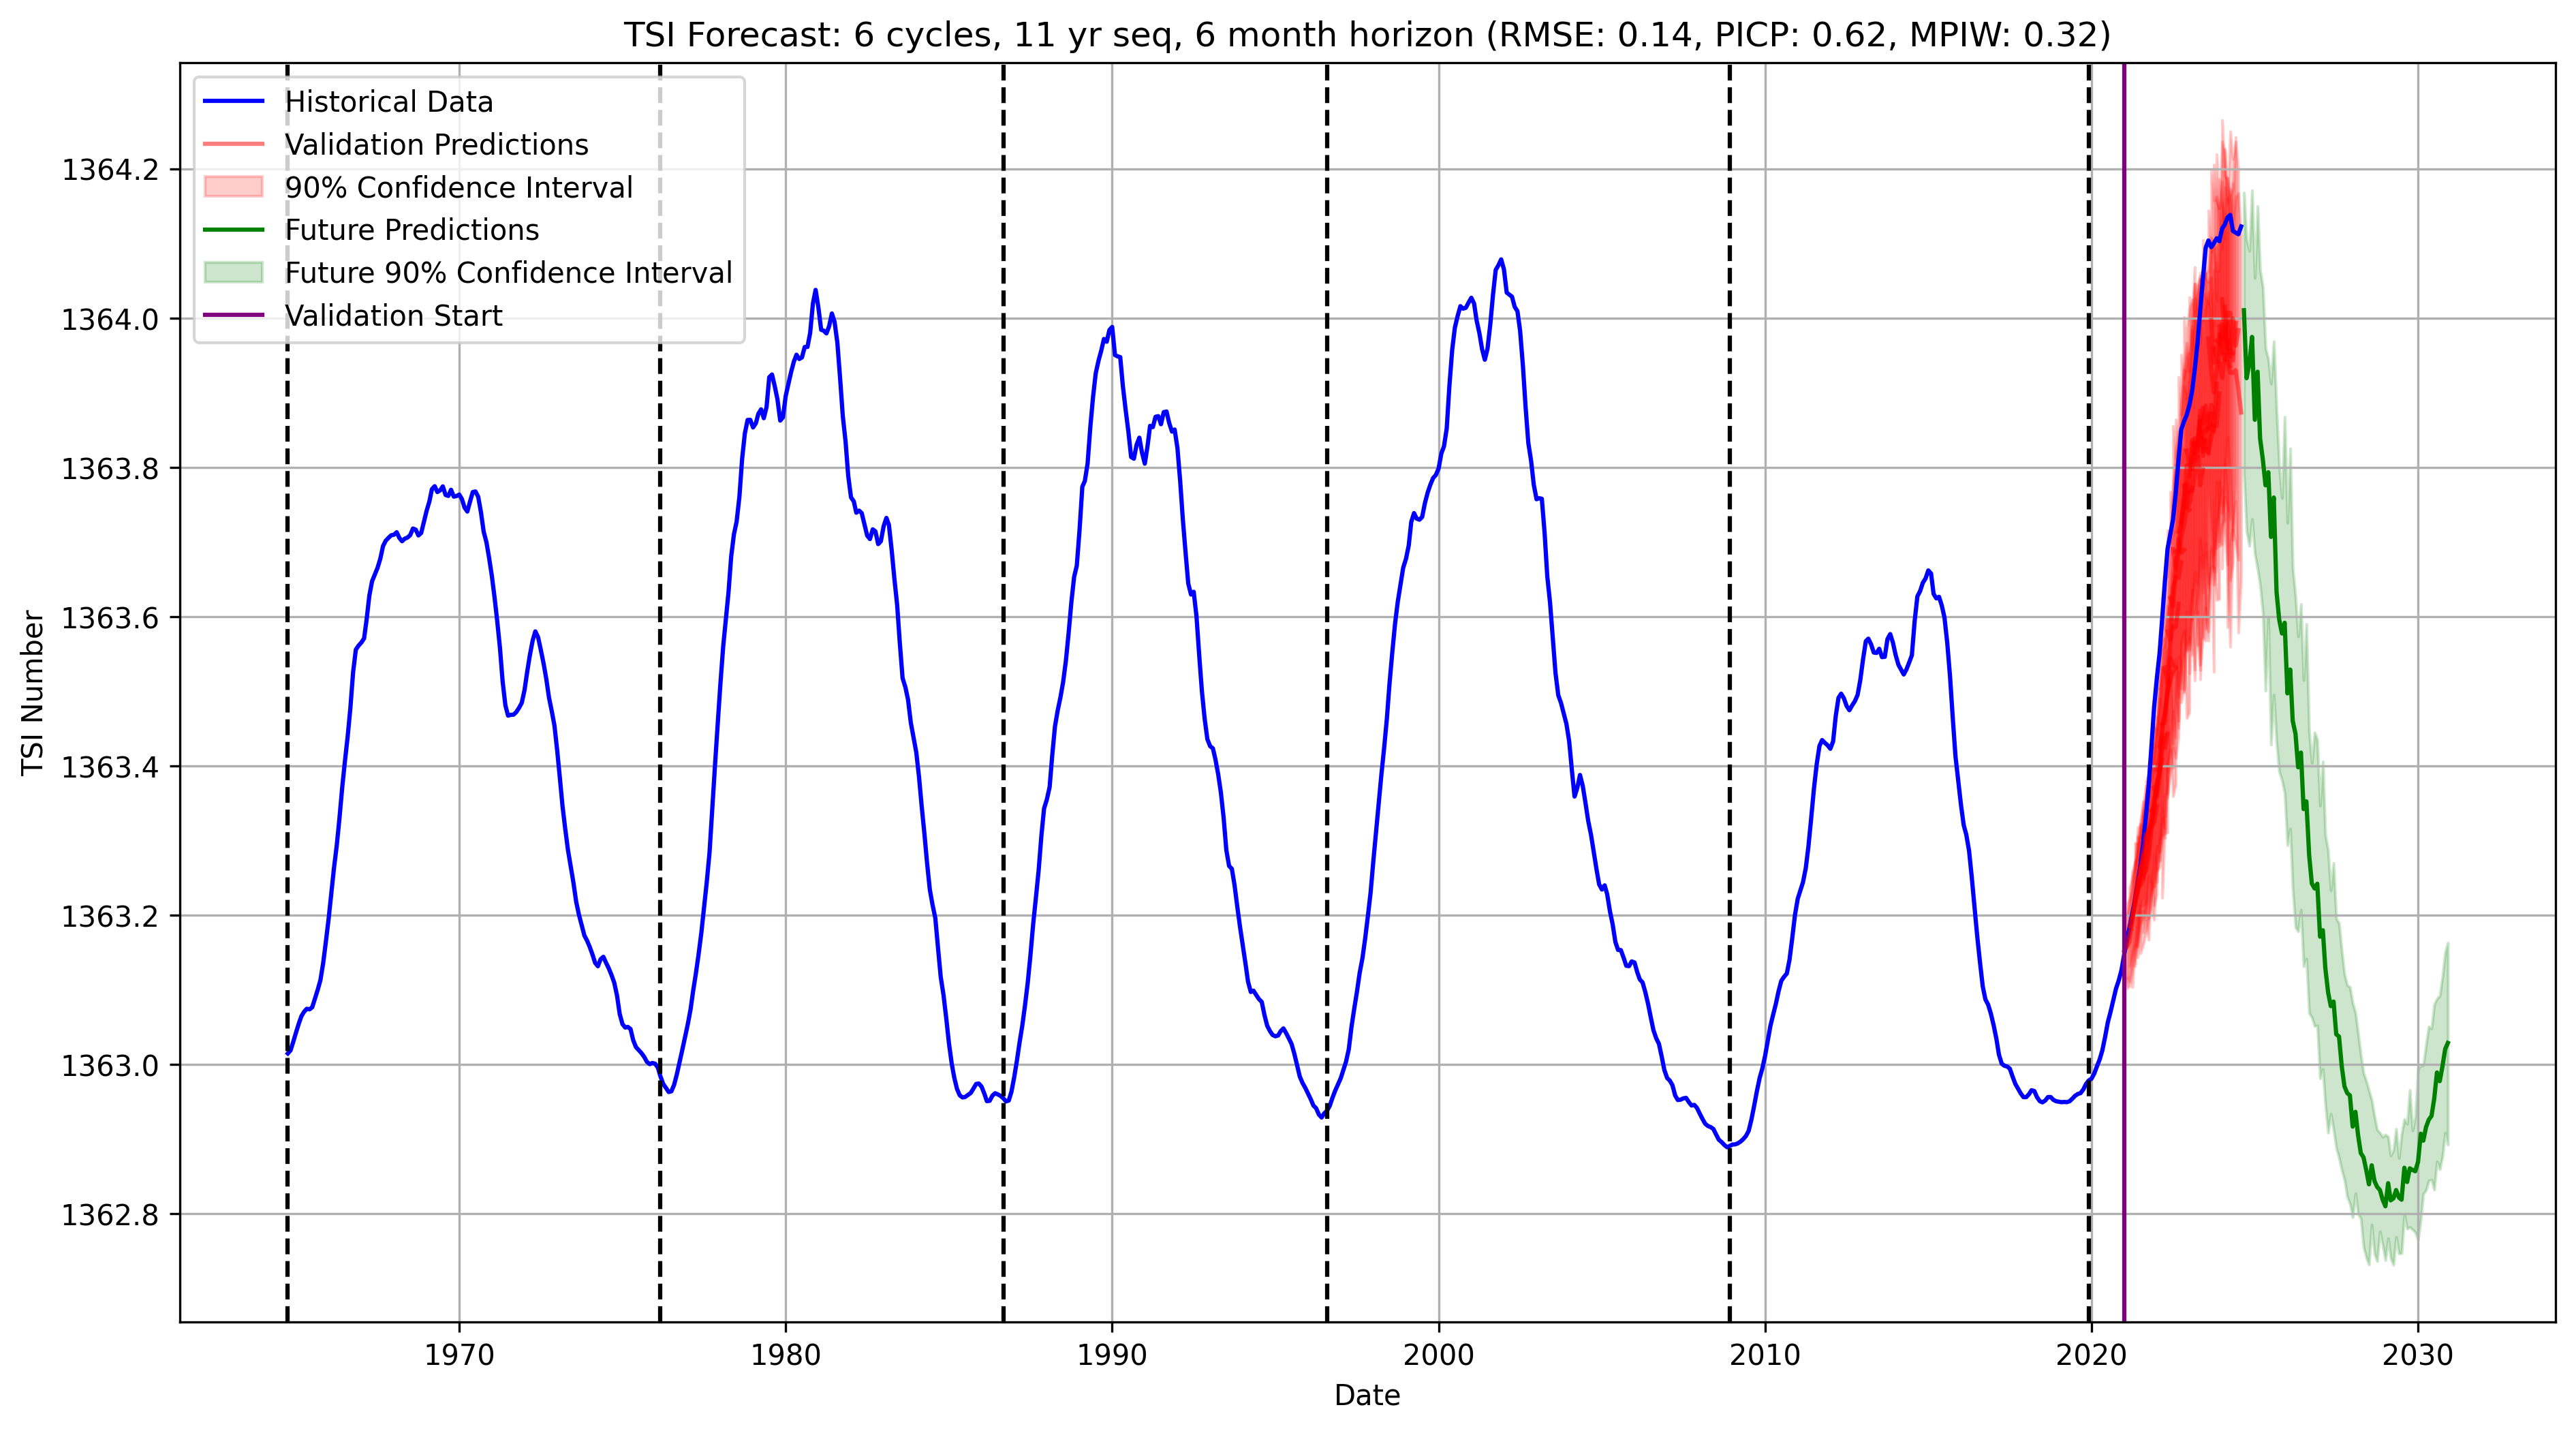 TSI Forecast: 6 cycles, 11 yr seq, 6 month horizon (RMSE: 0.14, PICP: 0.62, MPIW: 0.32)
Historical Data
Validation Predictions
90% Confidence Interval
Future Predictions
Future 90% Confidence Interval
Validation Start
TSI Number
1364.2
1364.0
1363.8
1363.6
1363.4
1363.2
1363.0
1362.8
1970
1980
1990
2000
2010
2020
2030
Date